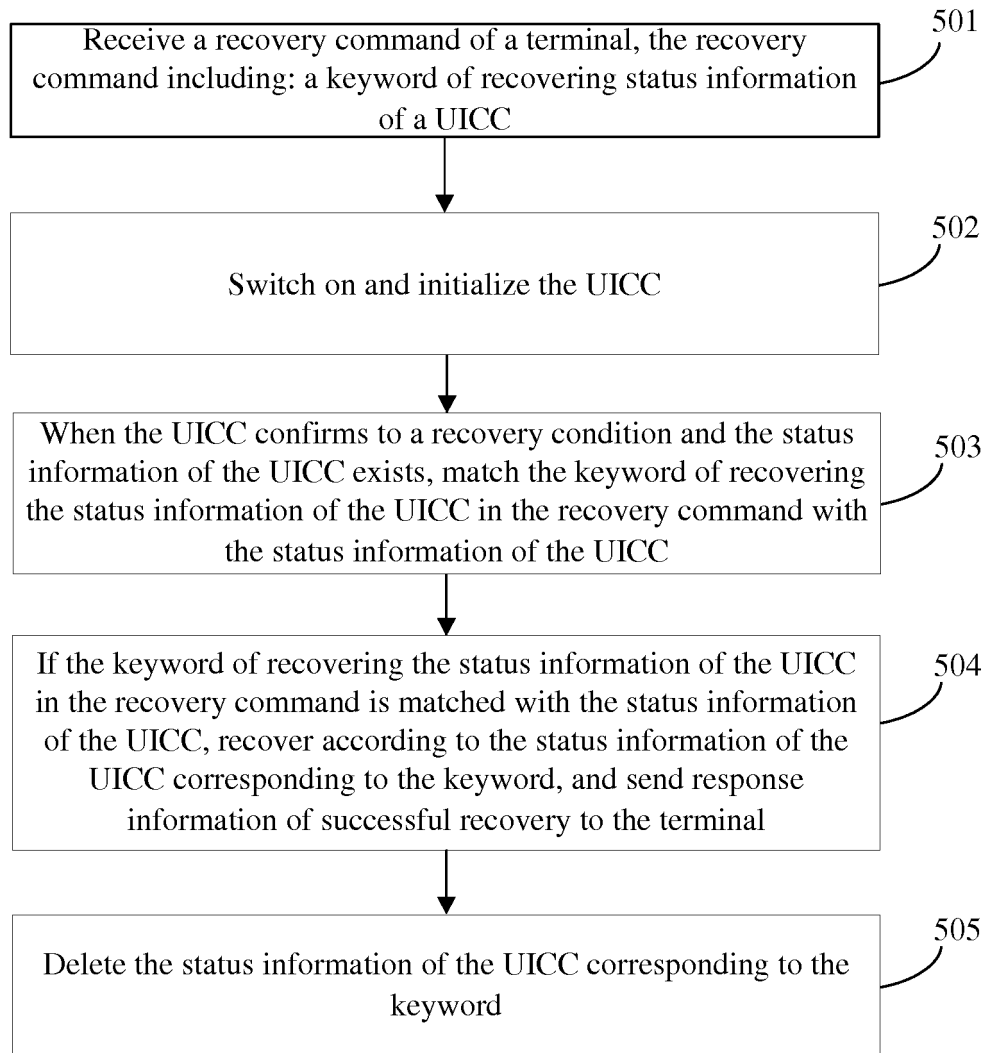 Receive a recovery command of a terminal, the recovery
command including: a keyword of recovering status information
of a UICC
501
Switch on and initialize the UICC
502
When the UICC confirms to a recovery condition and the status
information of the UICC exists, match the keyword of recovering
the status information of the UICC in the recovery command with
the status information of the UICC
503
If the keyword of recovering the status information of the UICC
in the recovery command is matched with the status information
of the UICC, recover according to the status information of the
UICC corresponding to the keyword, and send response
information of successful recovery to the terminal
504
Delete the status information of the UICC corresponding to the
keyword
505